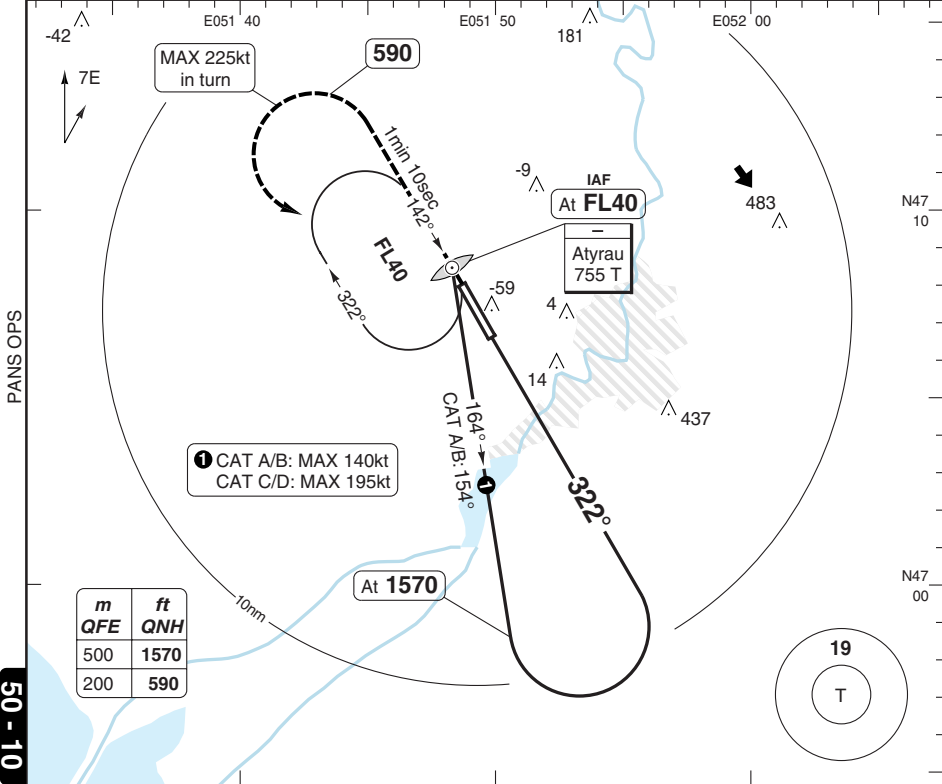 E051 40
E051 50
E052 00
-42
181
7E
MAX 225kt
in turn
590
1min 10sec
142°
-9
IAF
At FL40
–
Atyrau
755 T
483
N47
10
FL40
322°
-59
4
14
437
PANS OPS
164°
CAT A/B: 154°
1 CAT A/B: MAX 140kt
CAT C/D: MAX 195kt
1
322°
At 1570
N47
00
10nm
m ft
QFE QNH
500 1570
200 590
19
T
50 - 10